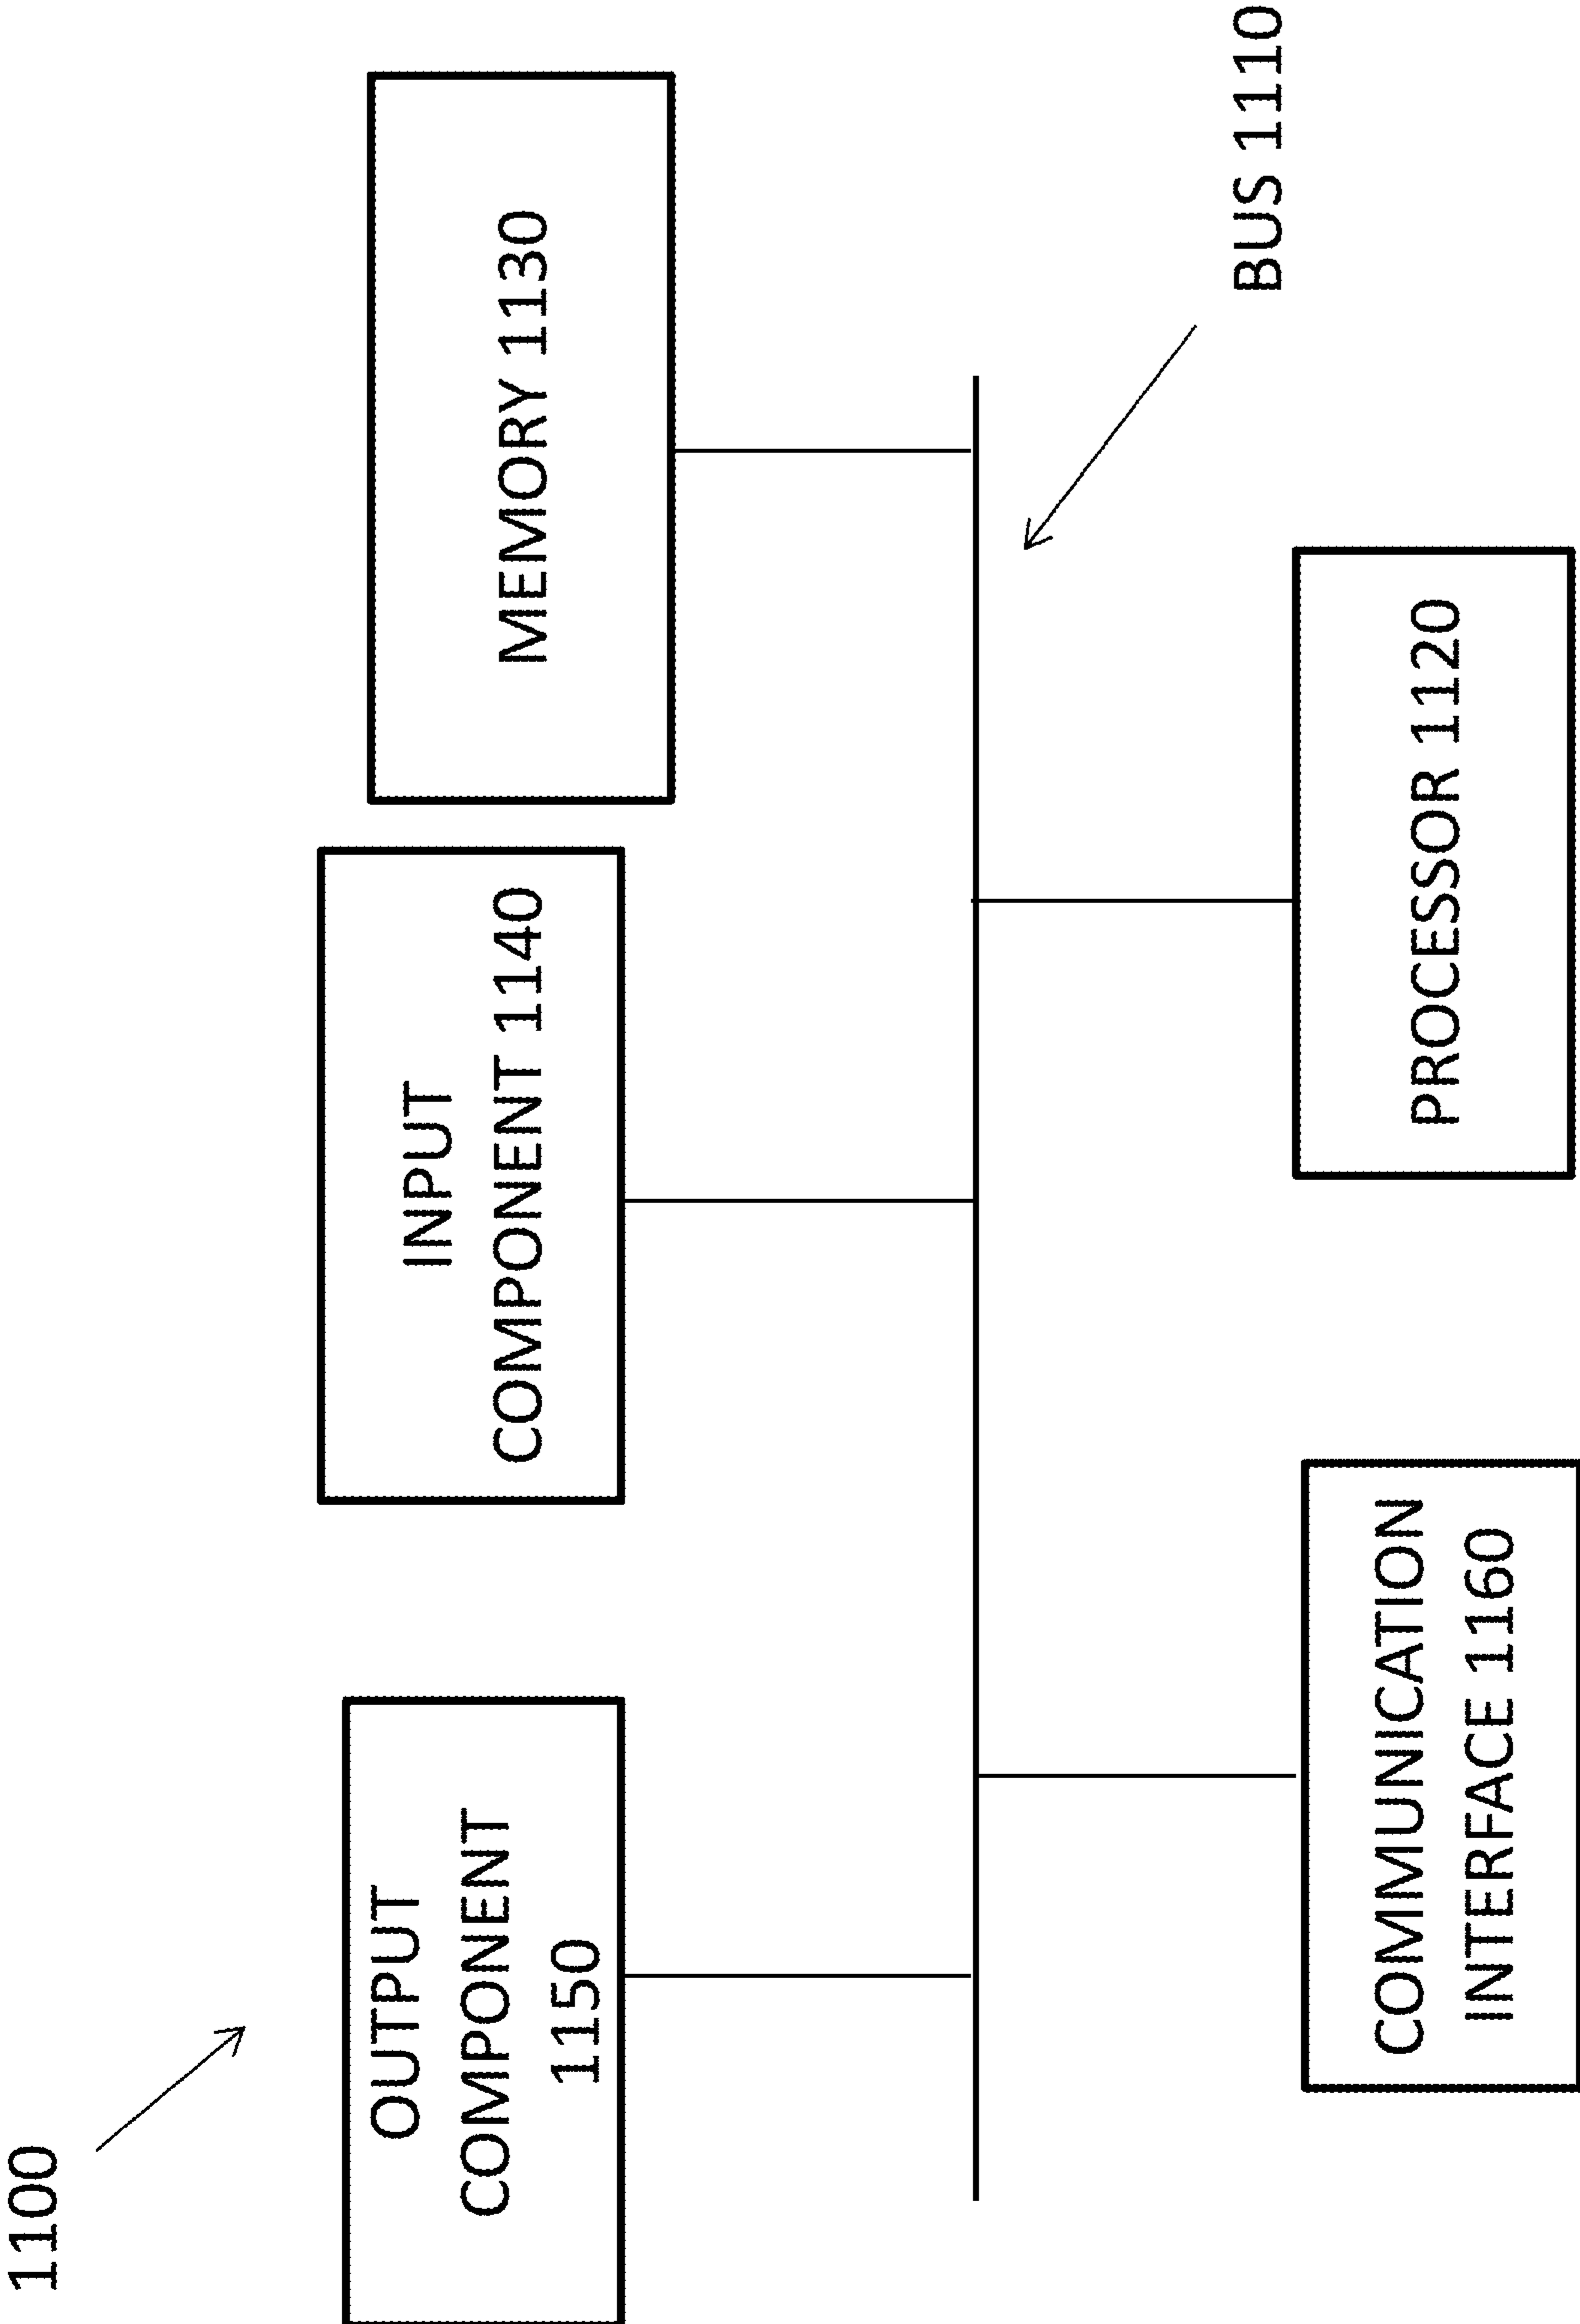 1100
OUTPUT
COMPONENT
1150
INPUT
COMPONENT 1140
MEMORY 1130
COMMUNICATION
INTERFACE 1160
PROCESSOR 1120
BUS 1110